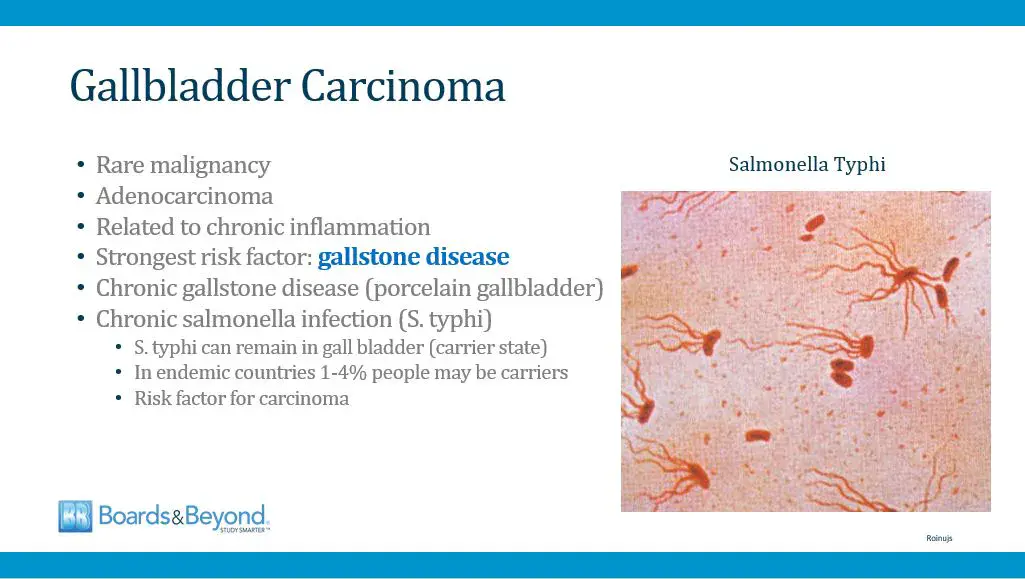 Gallbladder Carcinoma
• Rare malignancy
• Adenocarcinoma
• Related to chronic inflammation
• Strongest risk factor: gallstone disease
• Chronic gallstone disease (porcelain gallbladder)
• Chronic salmonella infection (S. typhi)
• S. typhi can remain in gall bladder (carrier state)
• In endemic countries 1-4% people may be carriers
• Risk factor for carcinoma
Salmonella Typhi
BB Boards&Beyond.
STUDY SMARTER™
Roinujs